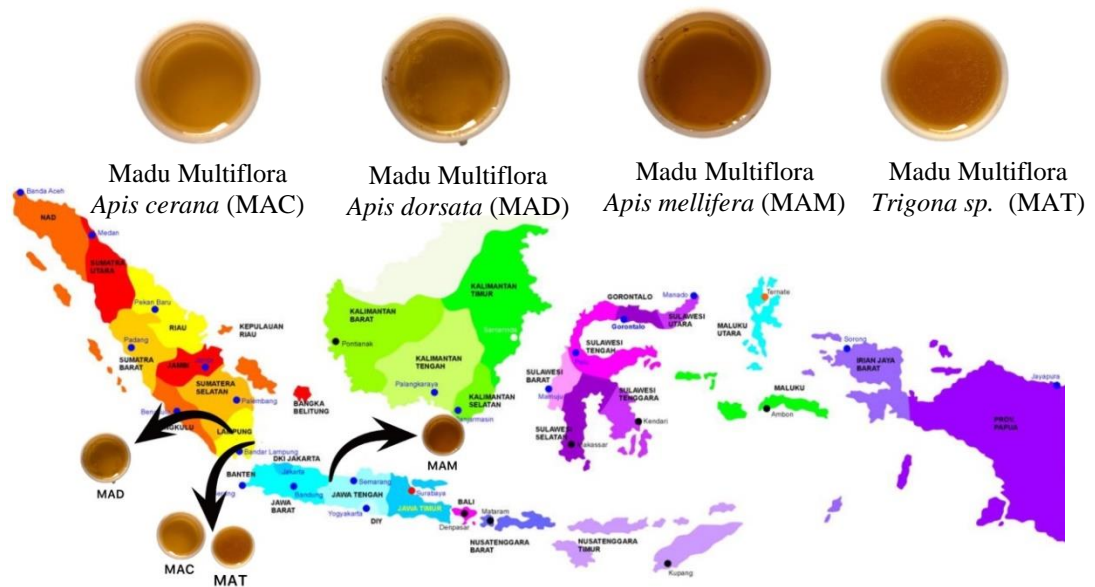 Madu Multiflora
Apis cerana (MAC)
Madu Multiflora
Apis dorsata (MAD)
Madu Multiflora
Apis mellifera (MAM)
Madu Multiflora
Trigona sp. (MAT)
Banda Aceh
NAD
Medan
SUMATRA
UTARA
Pekan Baru
RIAU
KEPULAUAN
RIAU
Padang
SUMATRA
BARAT
JAMBI
SUMATERA
SELATAN
Palembang
BANGKA
BELITUNG
LAMPUNG
Bandar Lampung
KALIMANTAN
BARAT
Pontianak
KALIMANTAN
TIMUR
Samarinda
KALIMANTAN
TENGAH
Palangkaraya
KALIMANTAN
SELATAN
GORONTALO
Gorontalo
Manado
SULAWESI
UTARA
SULAWESI
TENGAH
SULAWESI
BARAT
Mamuju
SULAWESI
TENGGARA
Kendari
SULAWESI
SELATAN
MALUKU
UTARA
Ternate
MALUKU
Ambon
Sorong
IRIAN JAYA
BARAT
Jayapura
PROV.
PAPUA
MAD
MAM
MAC
MAT
BANTEN
DKI JAKARTA
Jakarta
Bandung
JAWA
BARAT
Semarang
JAWA TENGAH
Yogyakarta
DIY
Surabaya
JAWA TIMUR
BALI
Denpasar
Mataram
NUSATENGGARA
BARAT
NUSATENGGARA
TIMUR
Kupang